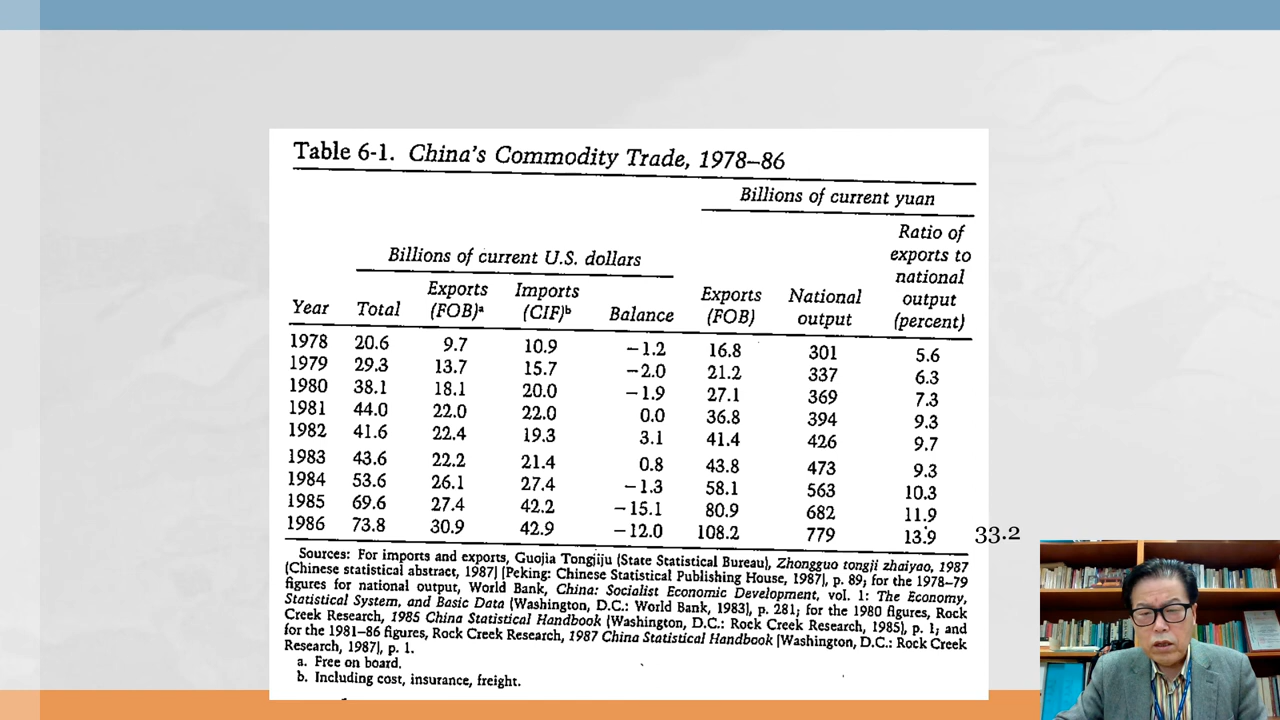 Table 6-1. China's Commodity Trade, 1978–86
Billions of current yuan
Billions of current U.S. dollars
Year Total Exports (FOB)ᵃ Imports (CIF)ᵇ Balance Exports (FOB) National output Ratio of exports to national output (percent)
1978 20.6 9.7 10.9 −1.2 16.8 301 5.6
1979 29.3 13.7 15.7 −2.0 21.2 337 6.3
1980 38.1 18.1 20.0 −1.9 27.1 369 7.3
1981 44.0 22.0 22.0 0.0 36.8 394 9.3
1982 41.6 22.4 19.3 3.1 41.4 426 9.7
1983 43.6 22.2 21.4 0.8 43.8 473 9.3
1984 53.6 26.1 27.4 −1.3 58.1 563 10.3
1985 69.6 27.4 42.2 −15.1 80.9 682 11.9
1986 73.8 30.9 42.9 −12.0 108.2 779 13.9 33.2
Sources: For imports and exports, Guojia Tongjiju (State Statistical Bureau), Zhongguo tongji zhaiyao, 1987
(Chinese statistical abstract, 1987) (Peking: Chinese Statistical Publishing House, 1987), p. 89; for the 1978–79
figures for national output, World Bank, China: Socialist Economic Development, vol. 1: The Economy,
Statistical System, and Basic Data (Washington, D.C.: World Bank, 1983), p. 281; for the 1980 figures, Rock
Creek Research, 1985 China Statistical Handbook (Washington, D.C.: Rock Creek Research, 1985), p. 1; and
for the 1981–86 figures, Rock Creek Research, 1987 China Statistical Handbook (Washington, D.C.: Rock Creek
Research, 1987), p. 1.
a. Free on board.
b. Including cost, insurance, freight.